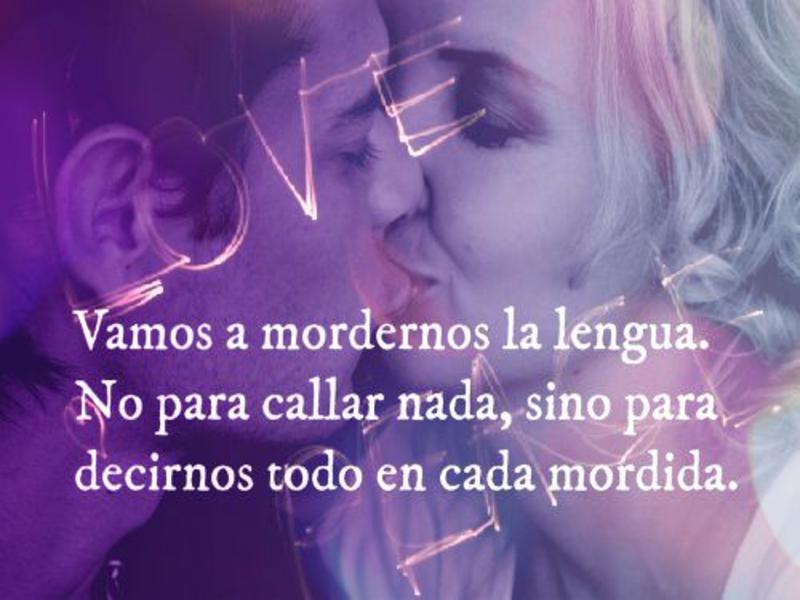 LOVE
Vamos a mordernos la lengua.
No para callar nada, sino para
decirnos todo en cada mordida.